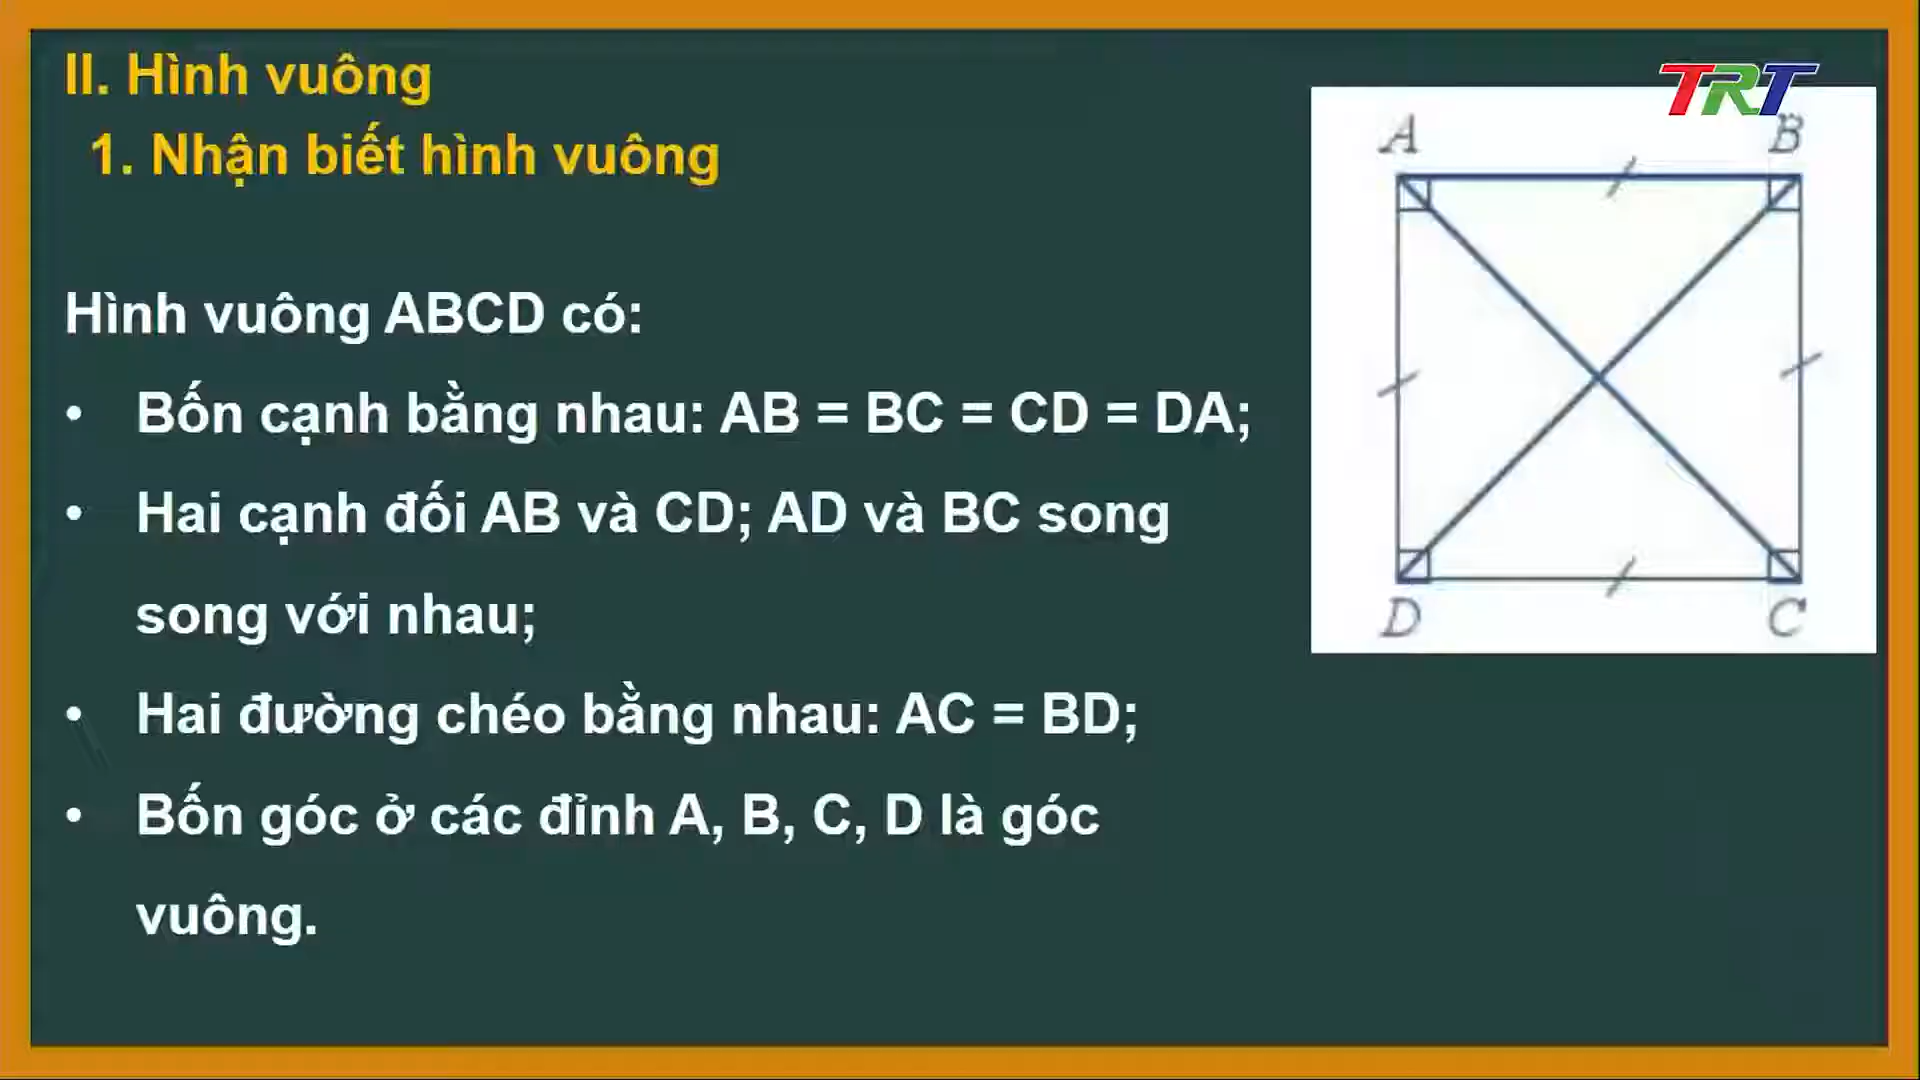 II. Hình vuông
1. Nhận biết hình vuông
TRT
A
B
Hình vuông ABCD có:
• Bốn cạnh bằng nhau: AB = BC = CD = DA;
• Hai cạnh đối AB và CD; AD và BC song
song với nhau;
D
C
• Hai đường chéo bằng nhau: AC = BD;
• Bốn góc ở các đỉnh A, B, C, D là góc
vuông.